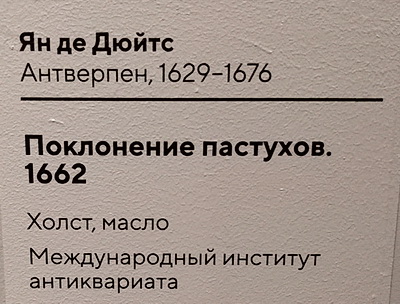 Ян де Дюйтс
Антверпен, 1629–1676
Поклонение пастухов.
1662
Холст, масло
Международный институт
антиквариата